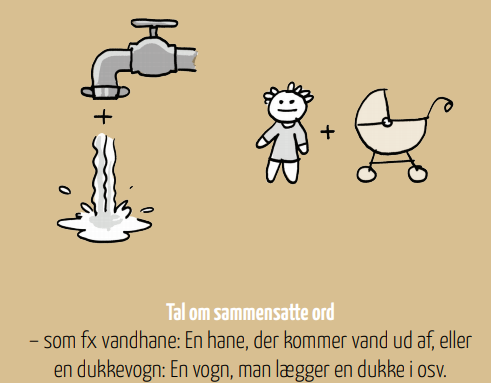 Tal om sammensatte ord
– som fx vandhane: En hane, der kommer vand ud af, eller
en dukkevogn: En vogn, man lægger en dukke i osv.